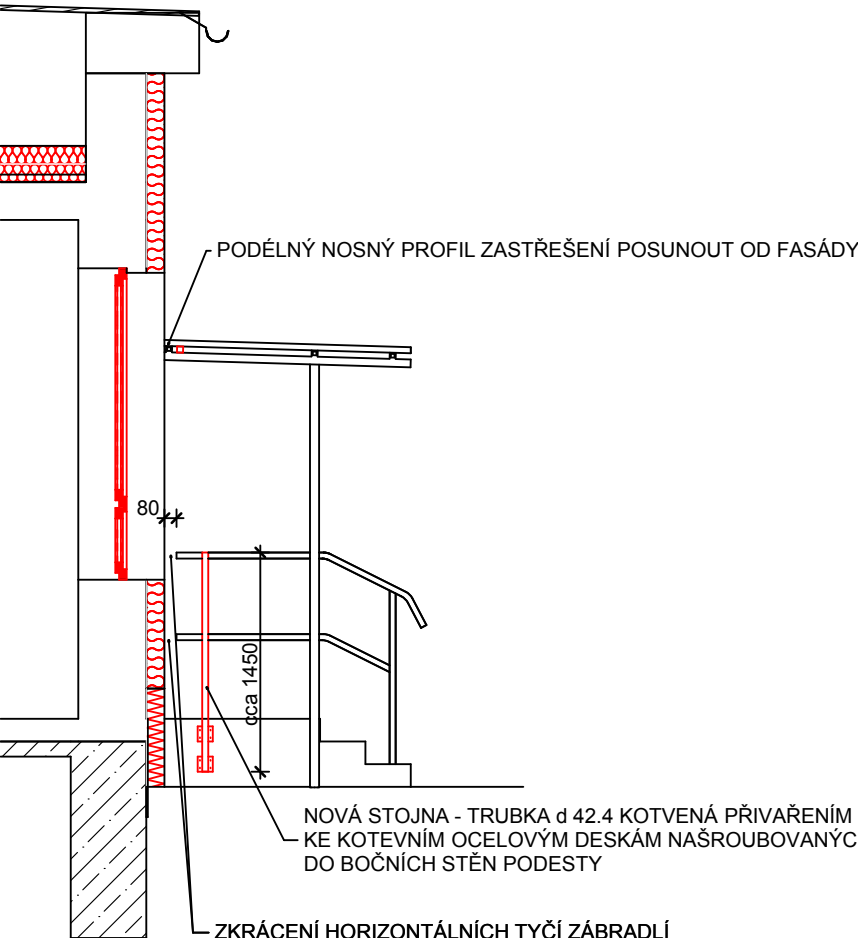 PODÉLNÝ NOSNÝ PROFIL ZASTŘEŠENÍ POSUNOUT OD FASÁDY
80
cca 1450
NOVÁ STOJNA - TRUBKA d 42.4 KOTVENÁ PŘIVAŘENÍM
KE KOTEVNÍM OCELOVÝM DESKÁM NAŠROUBOVANÝC
DO BOČNÍCH STĚN PODESTY
ZKRÁCENÍ HORIZONTÁLNÍCH TYČÍ ZÁBRADLÍ